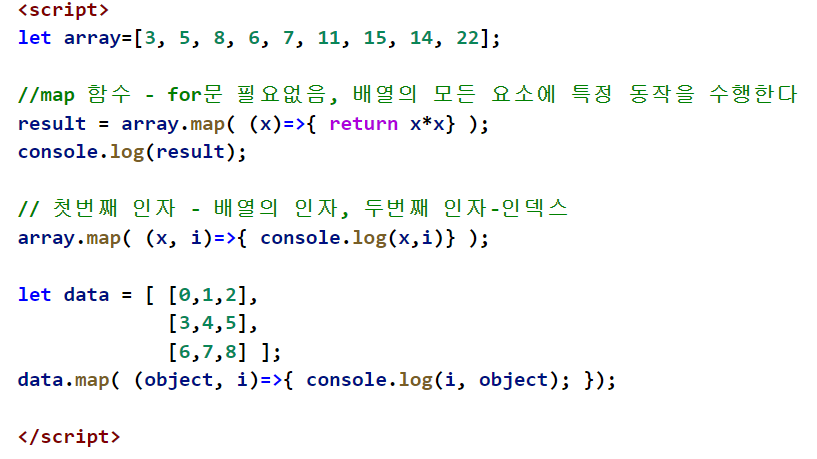 <script>
let array=[3, 5, 8, 6, 7, 11, 15, 14, 22];
//map 함수 - for문 필요없음, 배열의 모든 요소에 특정 동작을 수행한다
result = array.map( (x)=>{ return x*x} );
console.log(result);
// 첫번째 인자 - 배열의 인자, 두번째 인자-인덱스
array.map( (x, i)=>{ console.log(x,i)} );
let data = [ [0,1,2],
[3,4,5],
[6,7,8] ];
data.map( (object, i)=>{ console.log(i, object); });
</script>